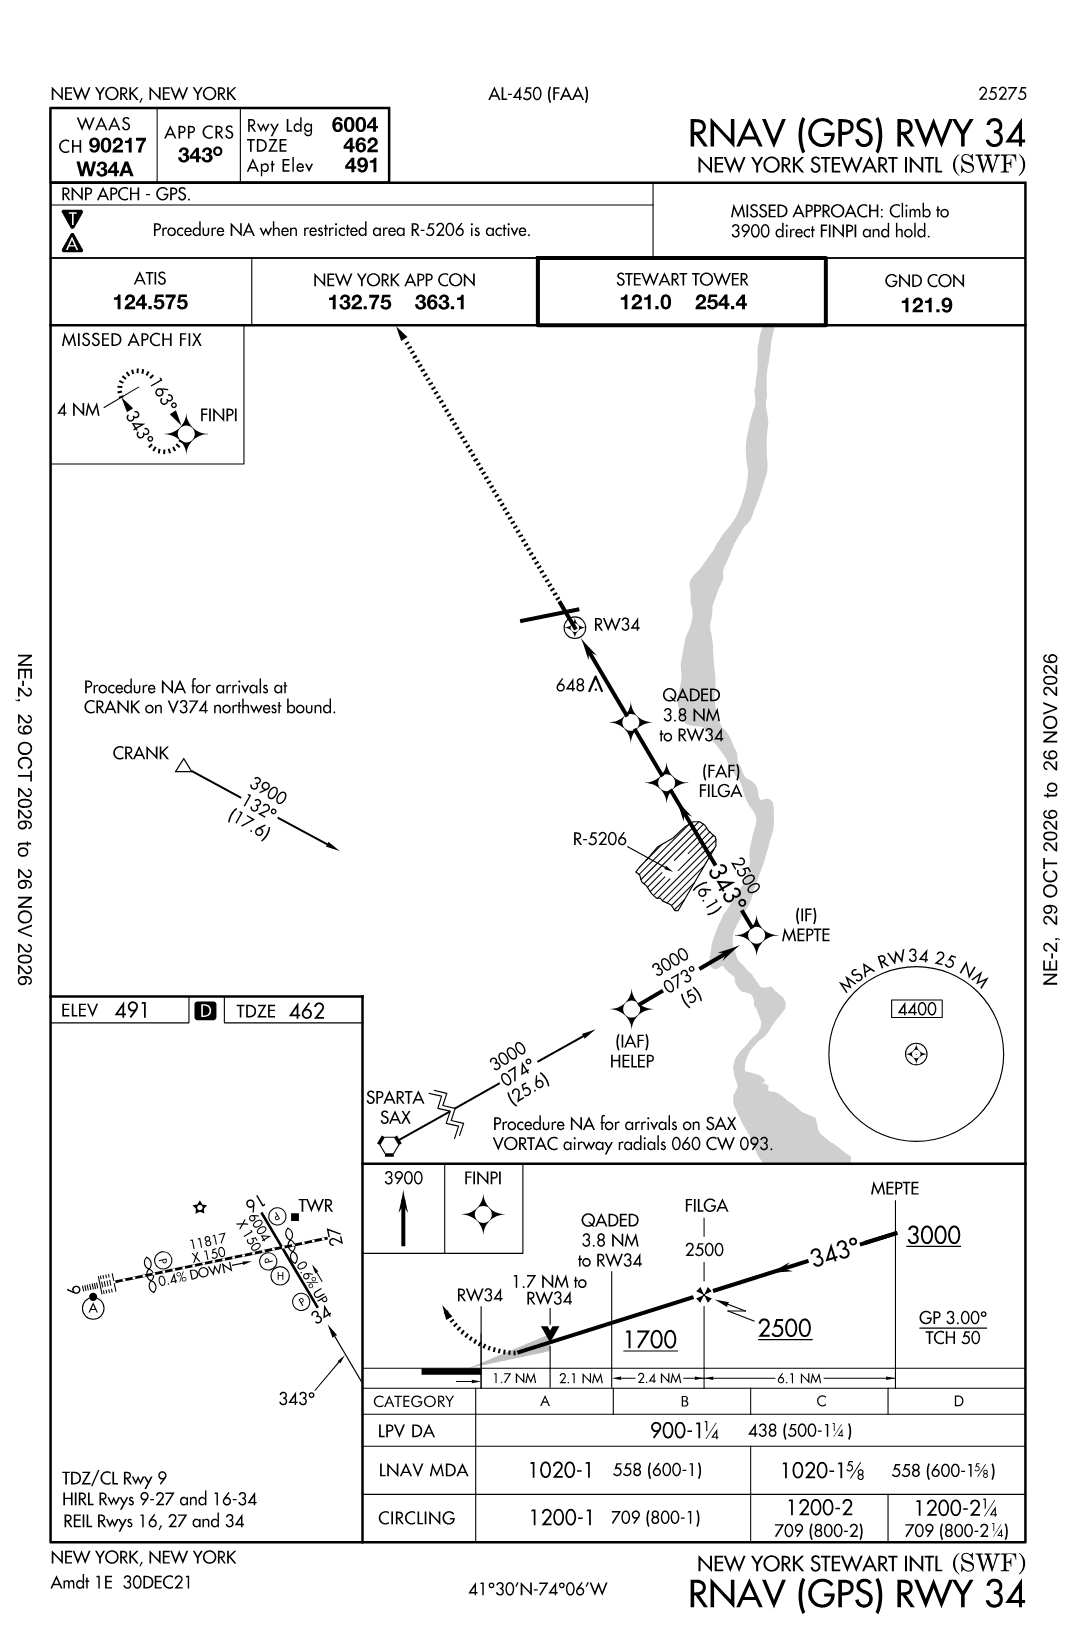 NEW YORK, NEW YORK
AL-450 (FAA)
25275
WAAS
CH 90217
W34A
APP CRS
343°
Rwy Ldg 6004
TDZE 462
Apt Elev 491
RNAV (GPS) RWY 34
NEW YORK STEWART INTL (SWF)
RNP APCH - GPS.
T
A
Procedure NA when restricted area R-5206 is active.
MISSED APPROACH: Climb to
3900 direct FINPI and hold.
ATIS
124.575
NEW YORK APP CON
132.75 363.1
STEWART TOWER
121.0 254.4
GND CON
121.9
MISSED APCH FIX
4 NM
163°
343°
FINPI
RW34
648
QADED
3.8 NM
to RW34
Procedure NA for arrivals at
CRANK on V374 northwest bound.
CRANK
3900
132°
(17.6)
(FAF)
FILGA
R-5206
2500
343°
(6.1)
(IF)
MEPTE
3000
073°
(5)
(IAF)
HELEP
MSA RW34 25 NM
4400
3000
074°
(25.6)
SPARTA
SAX
Procedure NA for arrivals on SAX
VORTAC airway radials 060 CW 093.
ELEV 491
D
TDZE 462
16
P
TWR
6004
X 150
27
11817
X 150
P
0.4% DOWN
P
H
0.6% UP
P
9
A
34
343°
TDZ/CL Rwy 9
HIRL Rwys 9-27 and 16-34
REIL Rwys 16, 27 and 34
3900
FINPI
MEPTE
FILGA
QADED
3.8 NM
to RW34
2500
343°
3000
1.7 NM to
RW34
RW34
1700
2500
GP 3.00°
TCH 50
1.7 NM
2.1 NM
2.4 NM
6.1 NM
CATEGORY A B C D
LPV DA 900-1¼ 438 (500-1¼)
LNAV MDA 1020-1 558 (600-1) 1020-1⅝ 558 (600-1⅝)
CIRCLING 1200-1 709 (800-1) 1200-2 1200-2¼
709 (800-2) 709 (800-2¼)
NEW YORK, NEW YORK
Amdt 1E 30DEC21
41°30'N-74°06'W
NEW YORK STEWART INTL (SWF)
RNAV (GPS) RWY 34
NE-2, 29 OCT 2026 to 26 NOV 2026
NE-2, 29 OCT 2026 to 26 NOV 2026